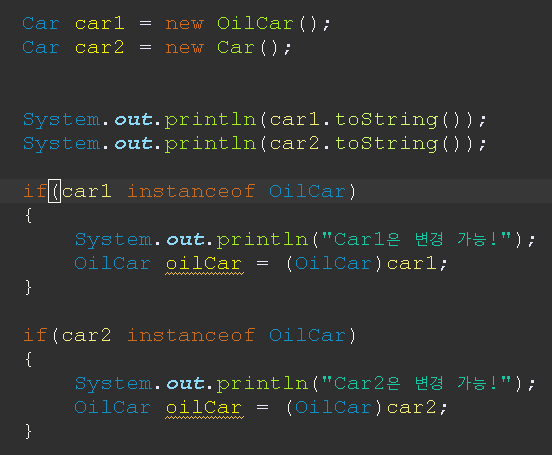 Car car1 = new OilCar();
Car car2 = new Car();
System.out.println(car1.toString());
System.out.println(car2.toString());
if(car1 instanceof OilCar)
{
System.out.println("Car1은 변경 가능!");
OilCar oilCar = (OilCar)car1;
}
if(car2 instanceof OilCar)
{
System.out.println("Car2은 변경 가능!");
OilCar oilCar = (OilCar)car2;
}